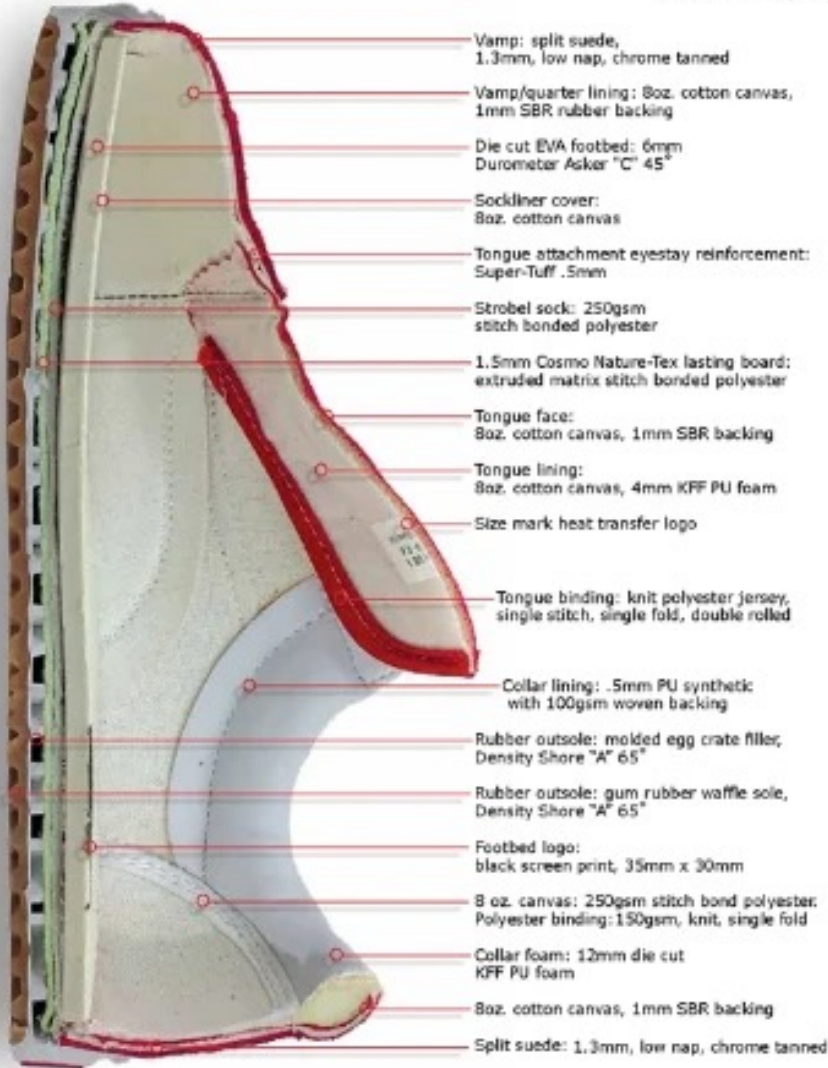 Vamp: split suede,
1.3mm, low nap, chrome tanned
Vamp/quarter lining: 8oz. cotton canvas,
1mm SBR rubber backing
Die cut EVA footbed: 6mm
Durometer Asker "C" 45°
Sockliner cover:
8oz. cotton canvas
Tongue attachment eyestay reinforcement:
Super-Tuff .5mm
Strobel sock: 250gsm
stitch bonded polyester
1.5mm Cosmo Nature-Tex lasting board:
extruded matrix stitch bonded polyester
Tongue face:
8oz. cotton canvas, 1mm SBR backing
Tongue lining:
8oz. cotton canvas, 4mm KFF PU foam
Size mark heat transfer logo
Tongue binding: knit polyester jersey,
single stitch, single fold, double rolled
Collar lining: .5mm PU synthetic
with 100gsm woven backing
Rubber outsole: molded egg crate filler,
Density Shore "A" 65°
Rubber outsole: gum rubber waffle sole,
Density Shore "A" 65°
Footbed logo:
black screen print, 35mm x 30mm
8 oz. canvas: 250gsm stitch bond polyester.
Polyester binding:150gsm, knit, single fold
Collar foam: 12mm die cut
KFF PU foam
8oz. cotton canvas, 1mm SBR backing
Split suede: 1.3mm, low nap, chrome tanned